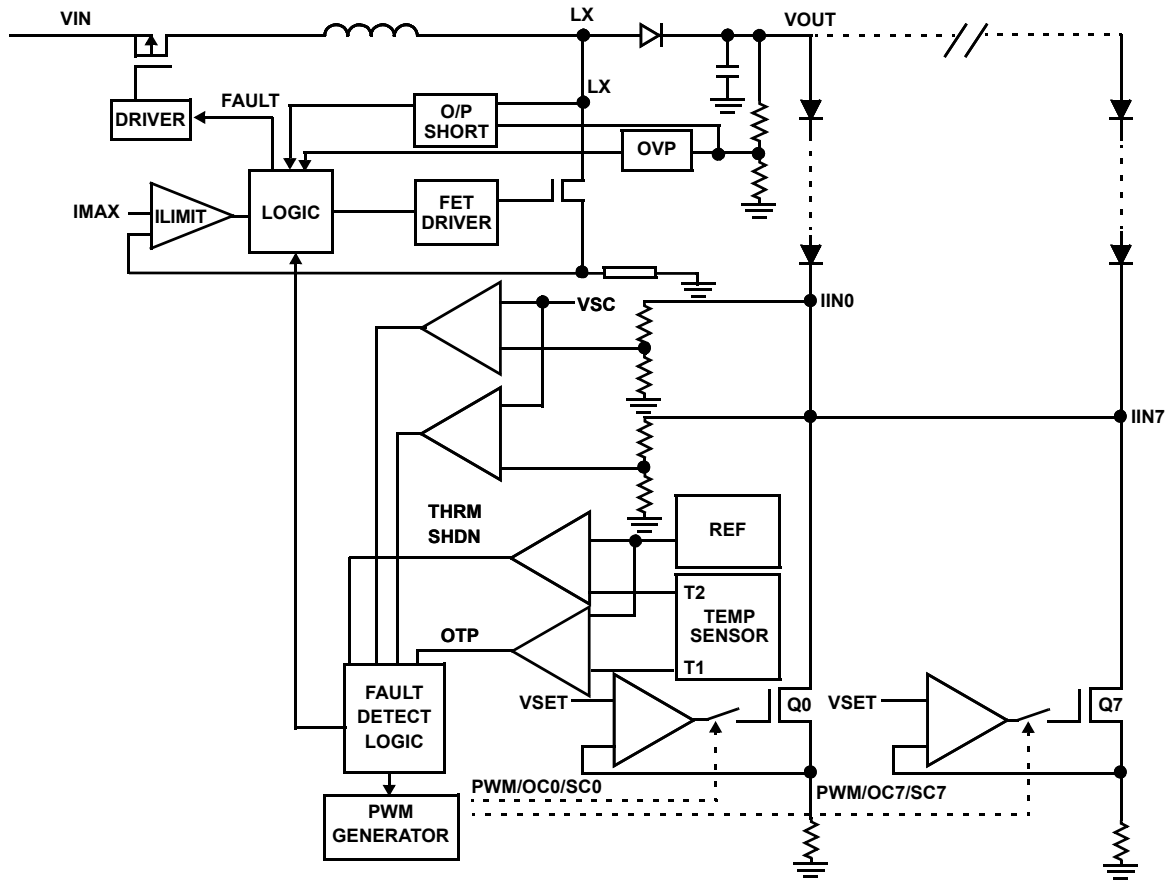 VIN
LX
VOUT
LX
FAULT
O/P
SHORT
DRIVER
OVP
IMAX
ILIMIT
LOGIC
FET
DRIVER
VSC
IIN0
IIN7
THRM
SHDN
REF
T2
TEMP
SENSOR
OTP
T1
FAULT
DETECT
LOGIC
VSET
Q0
VSET
Q7
PWM/OC0/SC0
PWM/OC7/SC7
PWM
GENERATOR